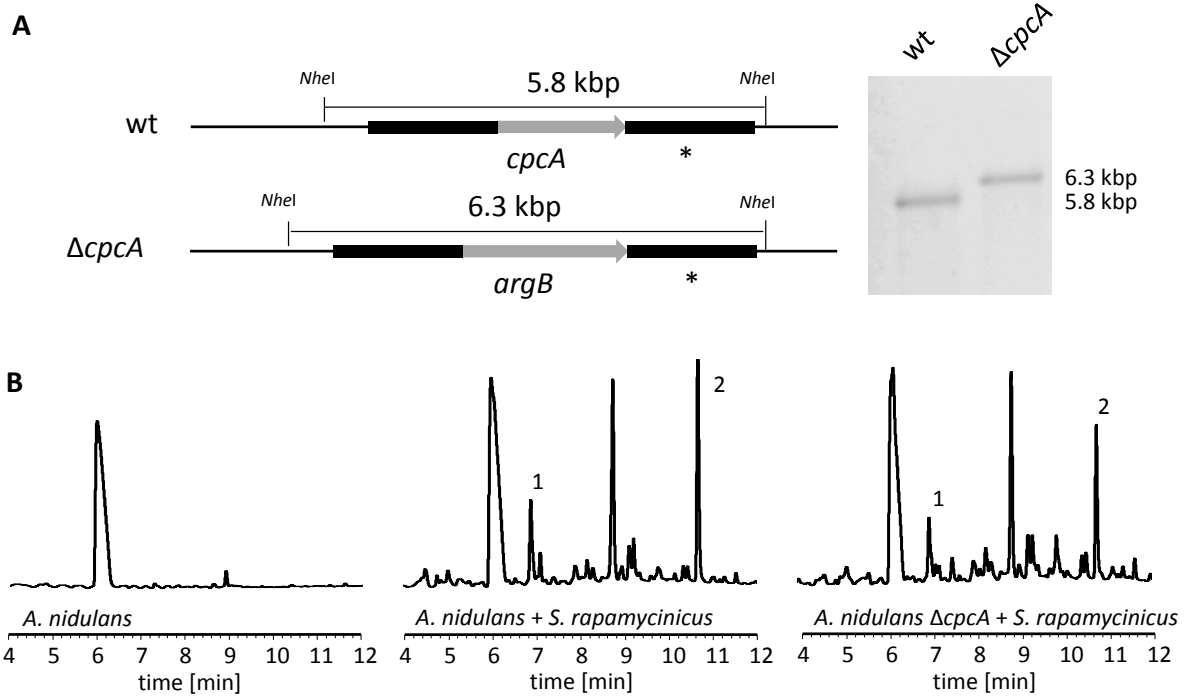 A
wt
ΔcpcA
NheI
5.8 kbp
NheI
wt
cpcA
*
6.3 kbp
5.8 kbp
NheI
6.3 kbp
NheI
ΔcpcA
argB
*
B
1
2
1
2
A. nidulans
A. nidulans + S. rapamycinicus
A. nidulans ΔcpcA + S. rapamycinicus
4 5 6 7 8 9 10 11 12
4 5 6 7 8 9 10 11 12
4 5 6 7 8 9 10 11 12
time [min]
time [min]
time [min]